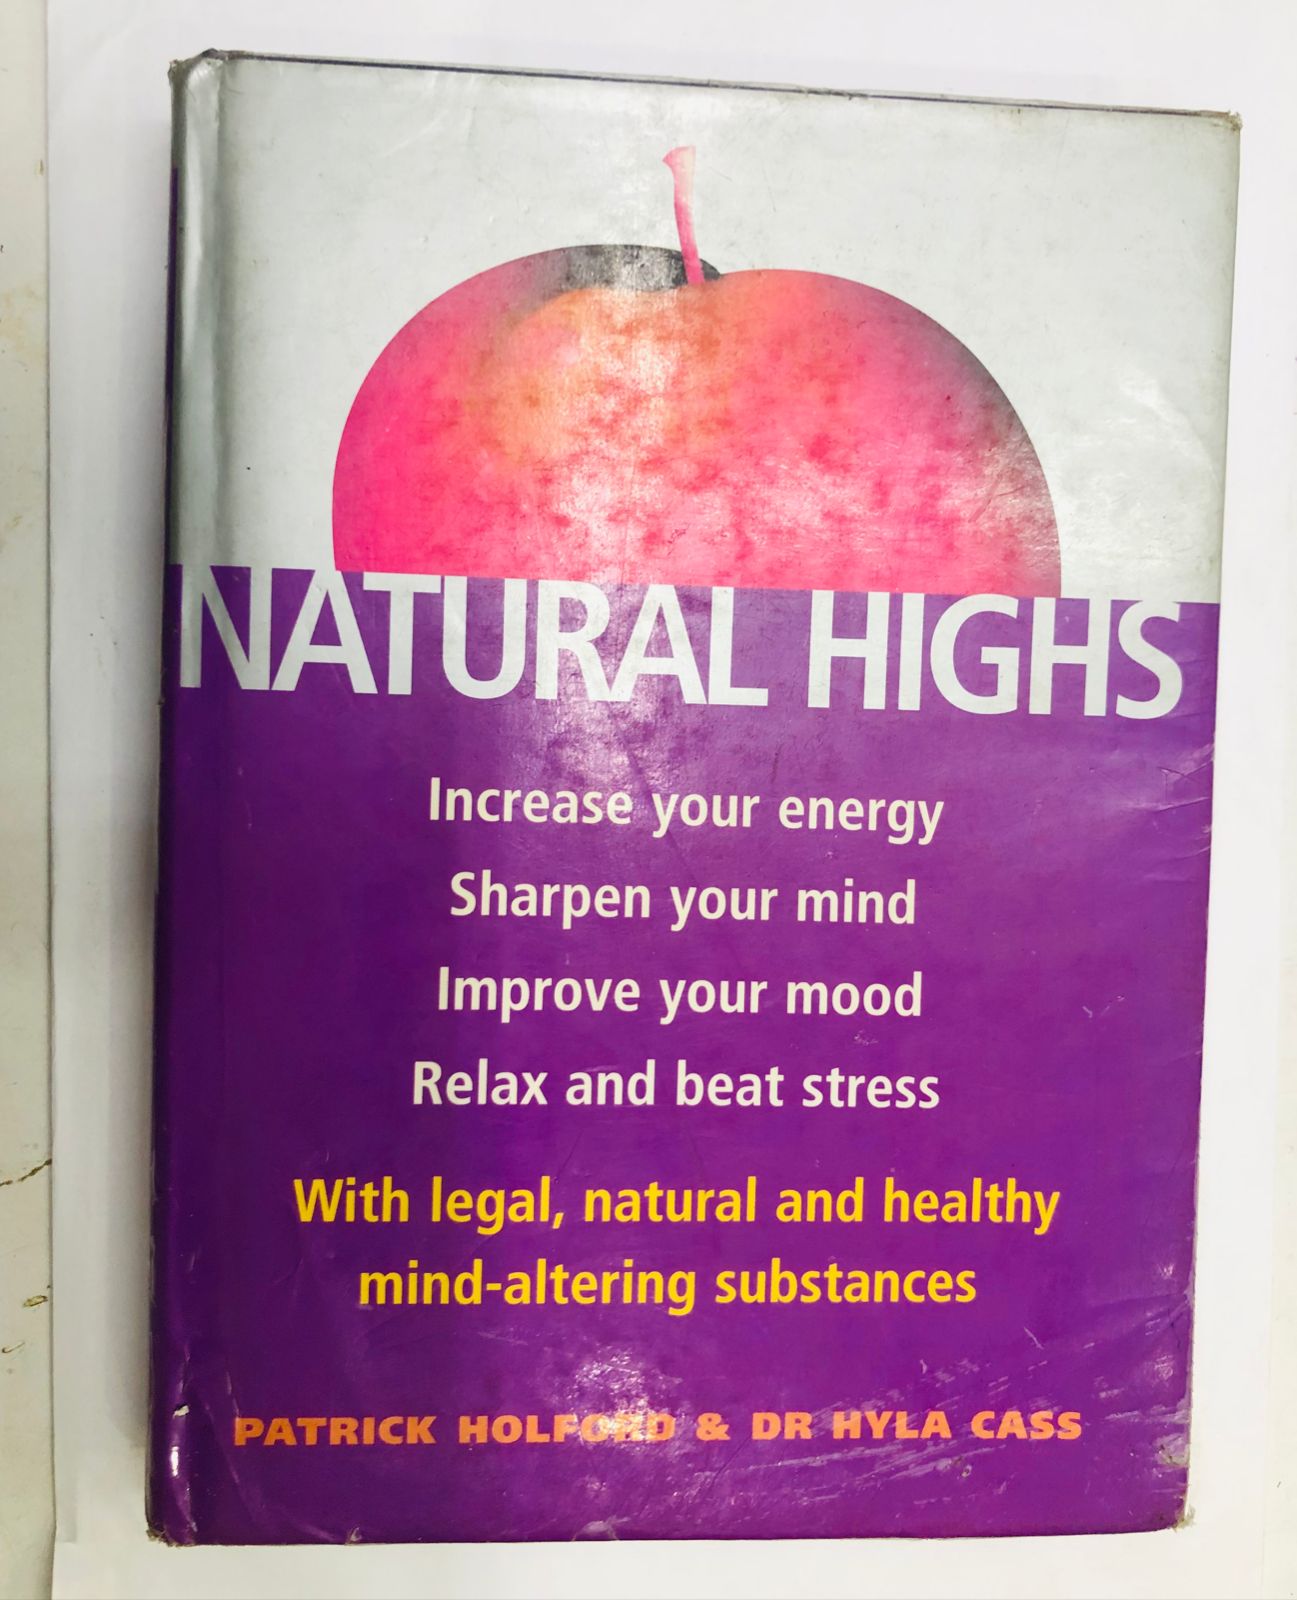 NATURAL HIGHS
Increase your energy
Sharpen your mind
Improve your mood
Relax and beat stress
With legal, natural and healthy
mind-altering substances
PATRICK HOLFORD & DR HYLA CASS